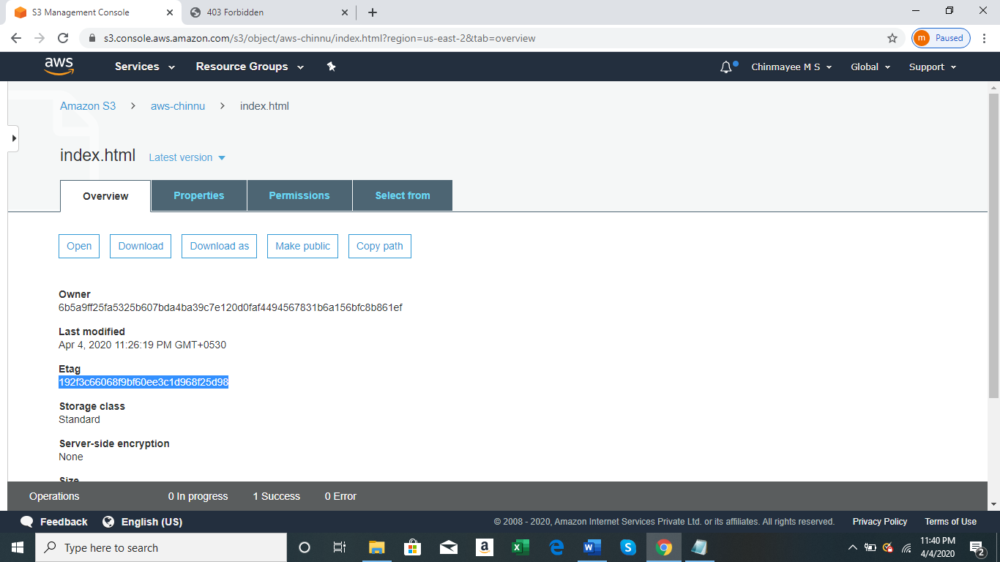 S3 Management Console
403 Forbidden
s3.console.aws.amazon.com/s3/object/aws-chinnu/index.html?region=us-east-2&tab=overview
m Paused
aws Services Resource Groups Chinmayee M S Global Support
Amazon S3 > aws-chinnu > index.html
index.html Latest version
Overview Properties Permissions Select from
Open Download Download as Make public Copy path
Owner
6b5a9ff25fa5325b607bda4ba39c7e120d0faf4494567831b6a156bfc8b861ef
Last modified
Apr 4, 2020 11:26:19 PM GMT+0530
Etag
192f3c66068f9bf60ee3c1d968f25d98
Storage class
Standard
Server-side encryption
None
Size
Operations 0 In progress 1 Success 0 Error
Feedback English (US) © 2008 - 2020, Amazon Internet Services Private Ltd. or its affiliates. All rights reserved. Privacy Policy Terms of Use
Type here to search
11:40 PM
4/4/2020
2